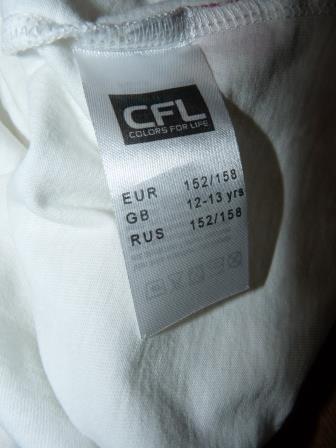 CFL
COLORS FOR LIFE
EUR 152/158
GB 12-13 yrs
RUS 152/158